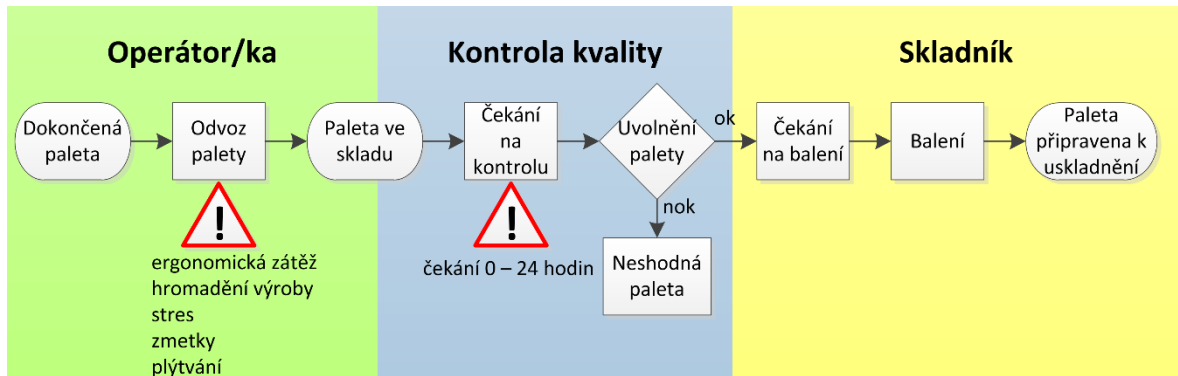 Operátor/ka
Kontrola kvality
Skladník
Dokončená
paleta
Odvoz
palety
Paleta ve
skladu
Čekání
na
kontrolu
Uvolnění
palety
ok
Čekání
na balení
Balení
Paleta
připravena k
uskladnění
!
!
nok
ergonomická zátěž
hromadění výroby
stres
zmetky
plýtvání
čekání 0 – 24 hodin
Neshodná
paleta